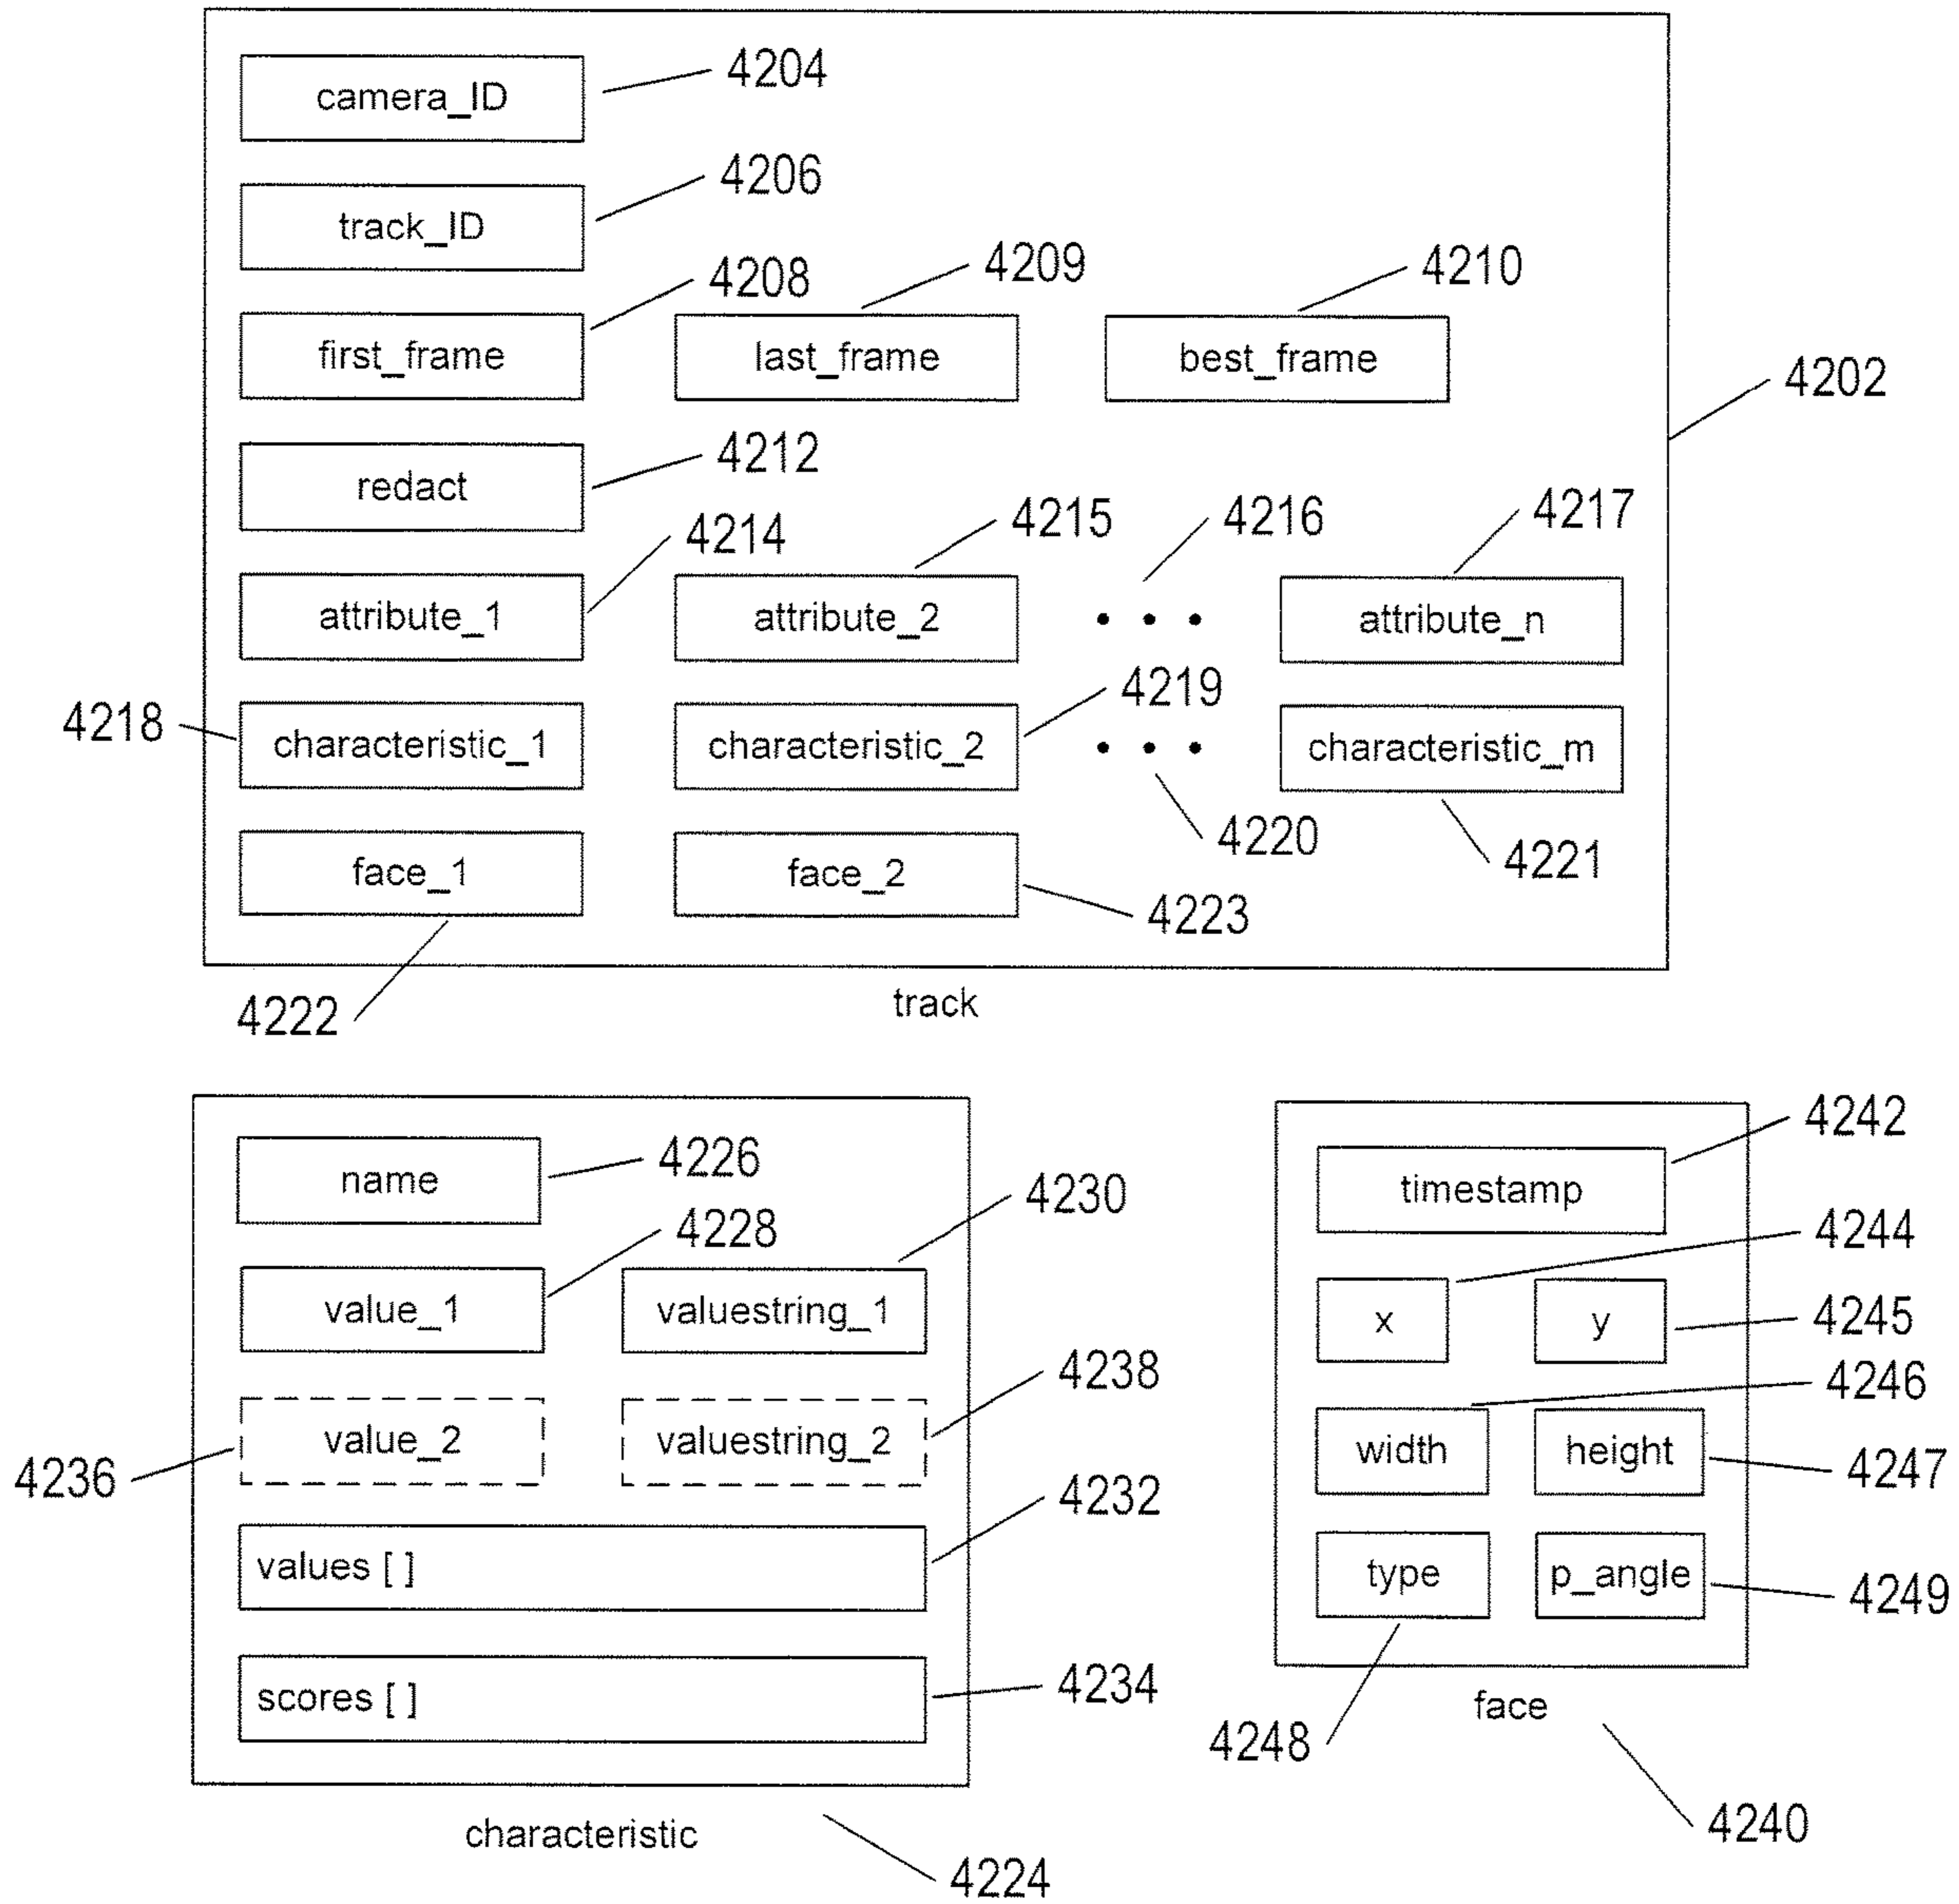 camera_ID 4204
track_ID 4206
4208 4209 4210
first_frame last_frame best_frame
4202
redact 4212
4214 4215 4216 4217
attribute_1 attribute_2 • • • attribute_n
4218 4219
characteristic_1 characteristic_2 • • • characteristic_m
4220 4221
face_1 face_2
4223
4222
track
name 4226
4228 4230
value_1 valuestring_1
4238
value_2 valuestring_2
4236
4232
values [ ]
scores [ ] 4234
characteristic
4224
4242
timestamp
4244
x y 4245
4246
width height 4247
type p_angle 4249
4248
face
4240